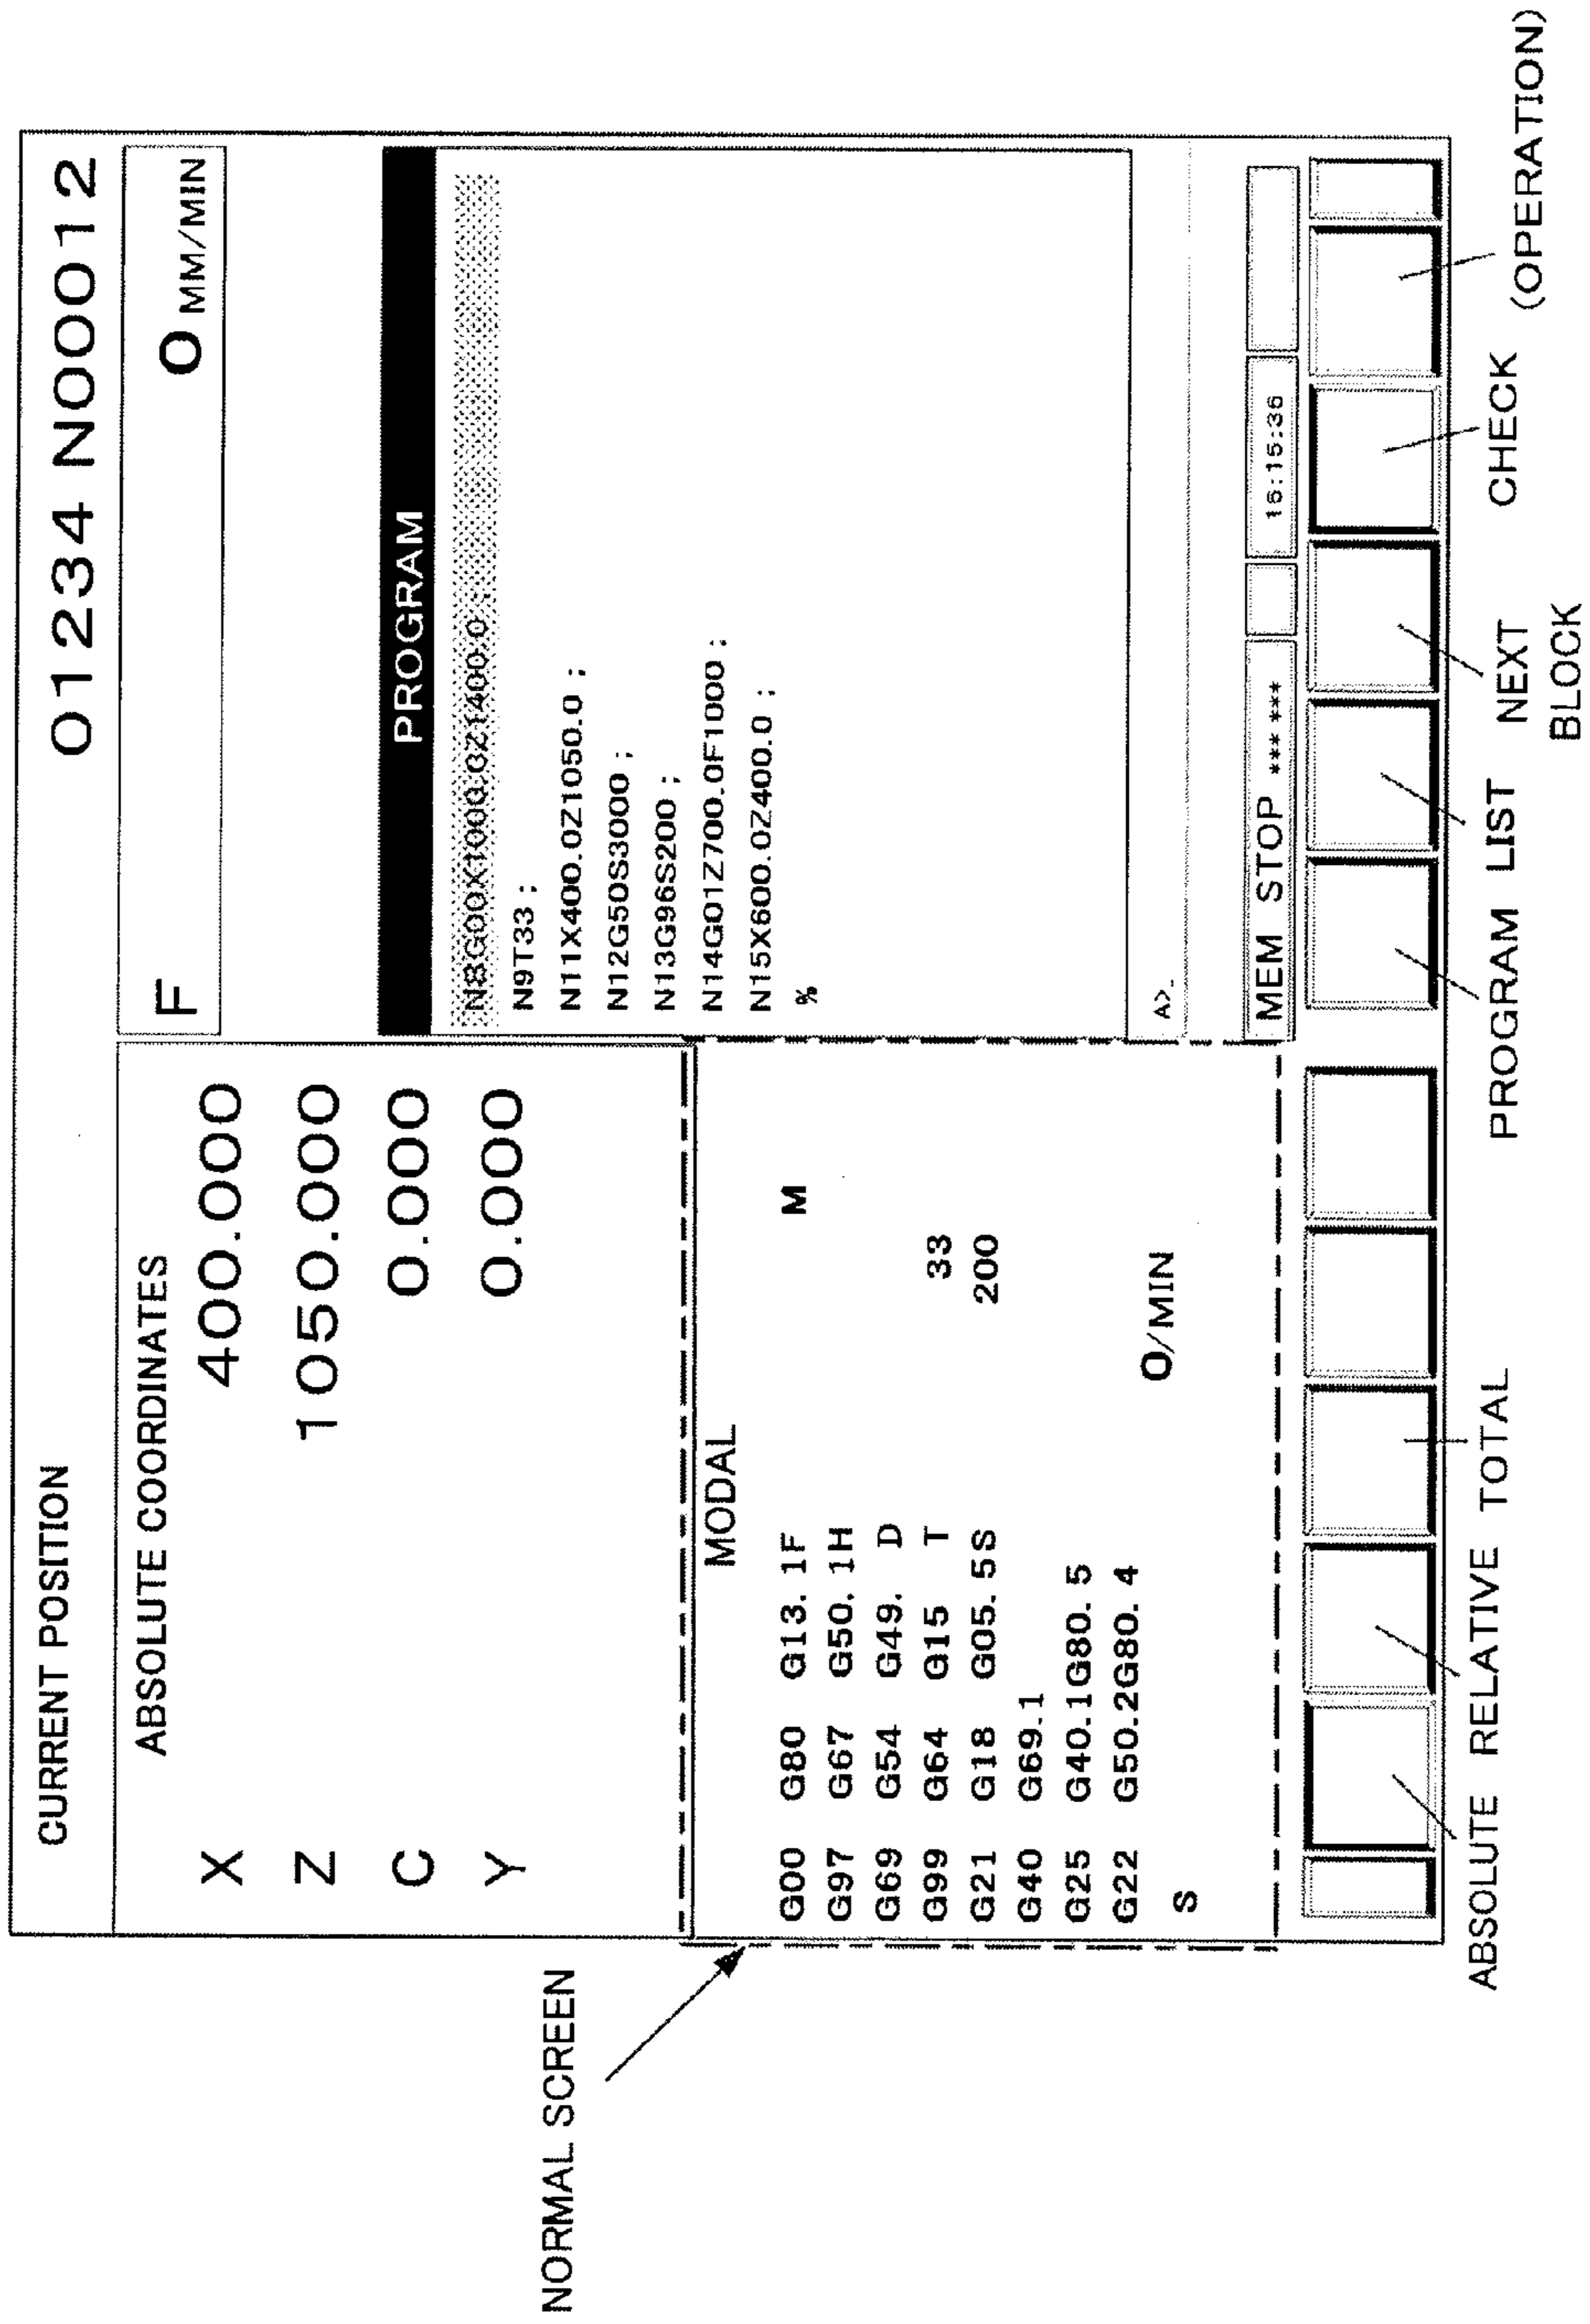 CURRENT POSITION
O1234 N00012
ABSOLUTE COORDINATES
X 400.000
Z 1050.000
C 0.000
Y 0.000
F 0 MM/MIN
PROGRAM
N8G00X1000.0Z1400.0 ;
N9T33 ;
N11X400.0Z1050.0 ;
N12G50S3000 ;
N13G96S200 ;
N14G01Z700.0F1000 ;
N15X600.0Z400.0 ;
%
NORMAL SCREEN
MODAL
G00 G80 G13. 1F M
G97 G67 G50. 1H
G69 G54 G49. D
G99 G64 G15 T 33
G21 G18 G05. 5S 200
G40 G69.1
G25 G40.1G80. 5
G22 G50.2G80. 4
S 0/MIN
A>_
MEM STOP *** ***
16:15:36
ABSOLUTE RELATIVE TOTAL
PROGRAM LIST NEXT BLOCK CHECK (OPERATION)